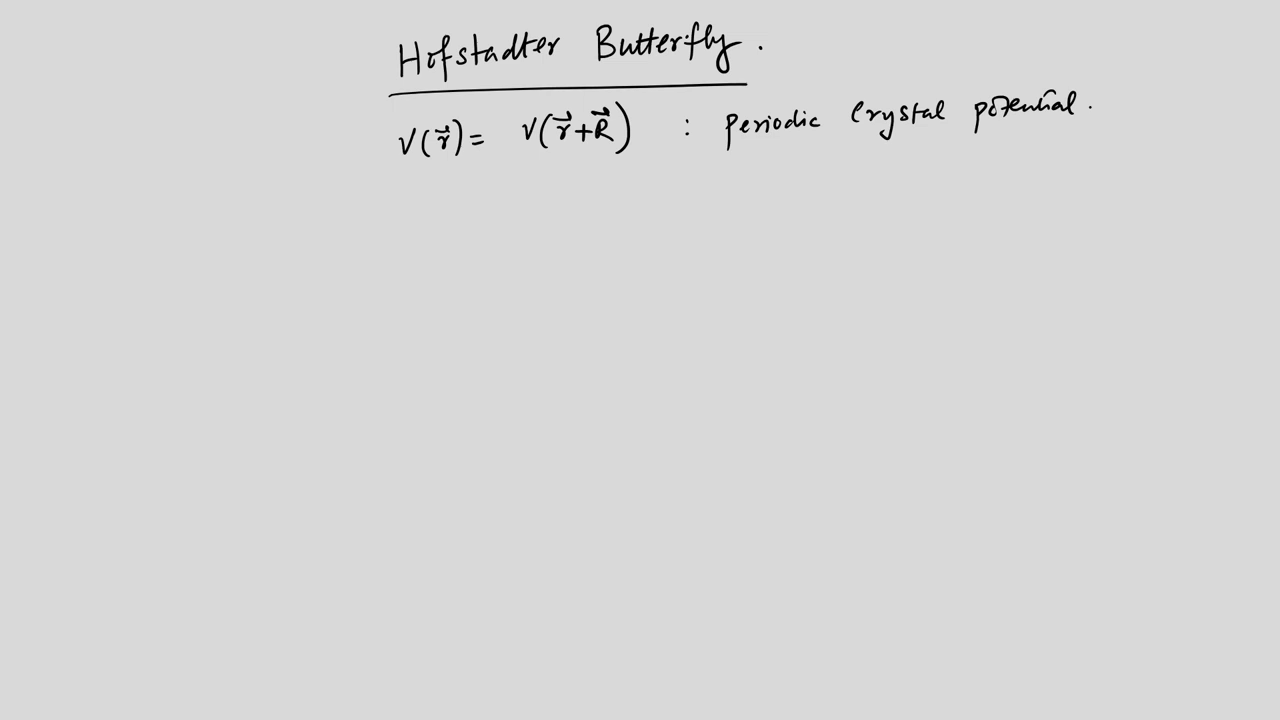 Hofstadter Butterfly.
V(r⃗) = V(r⃗+R⃗) : periodic crystal potential.